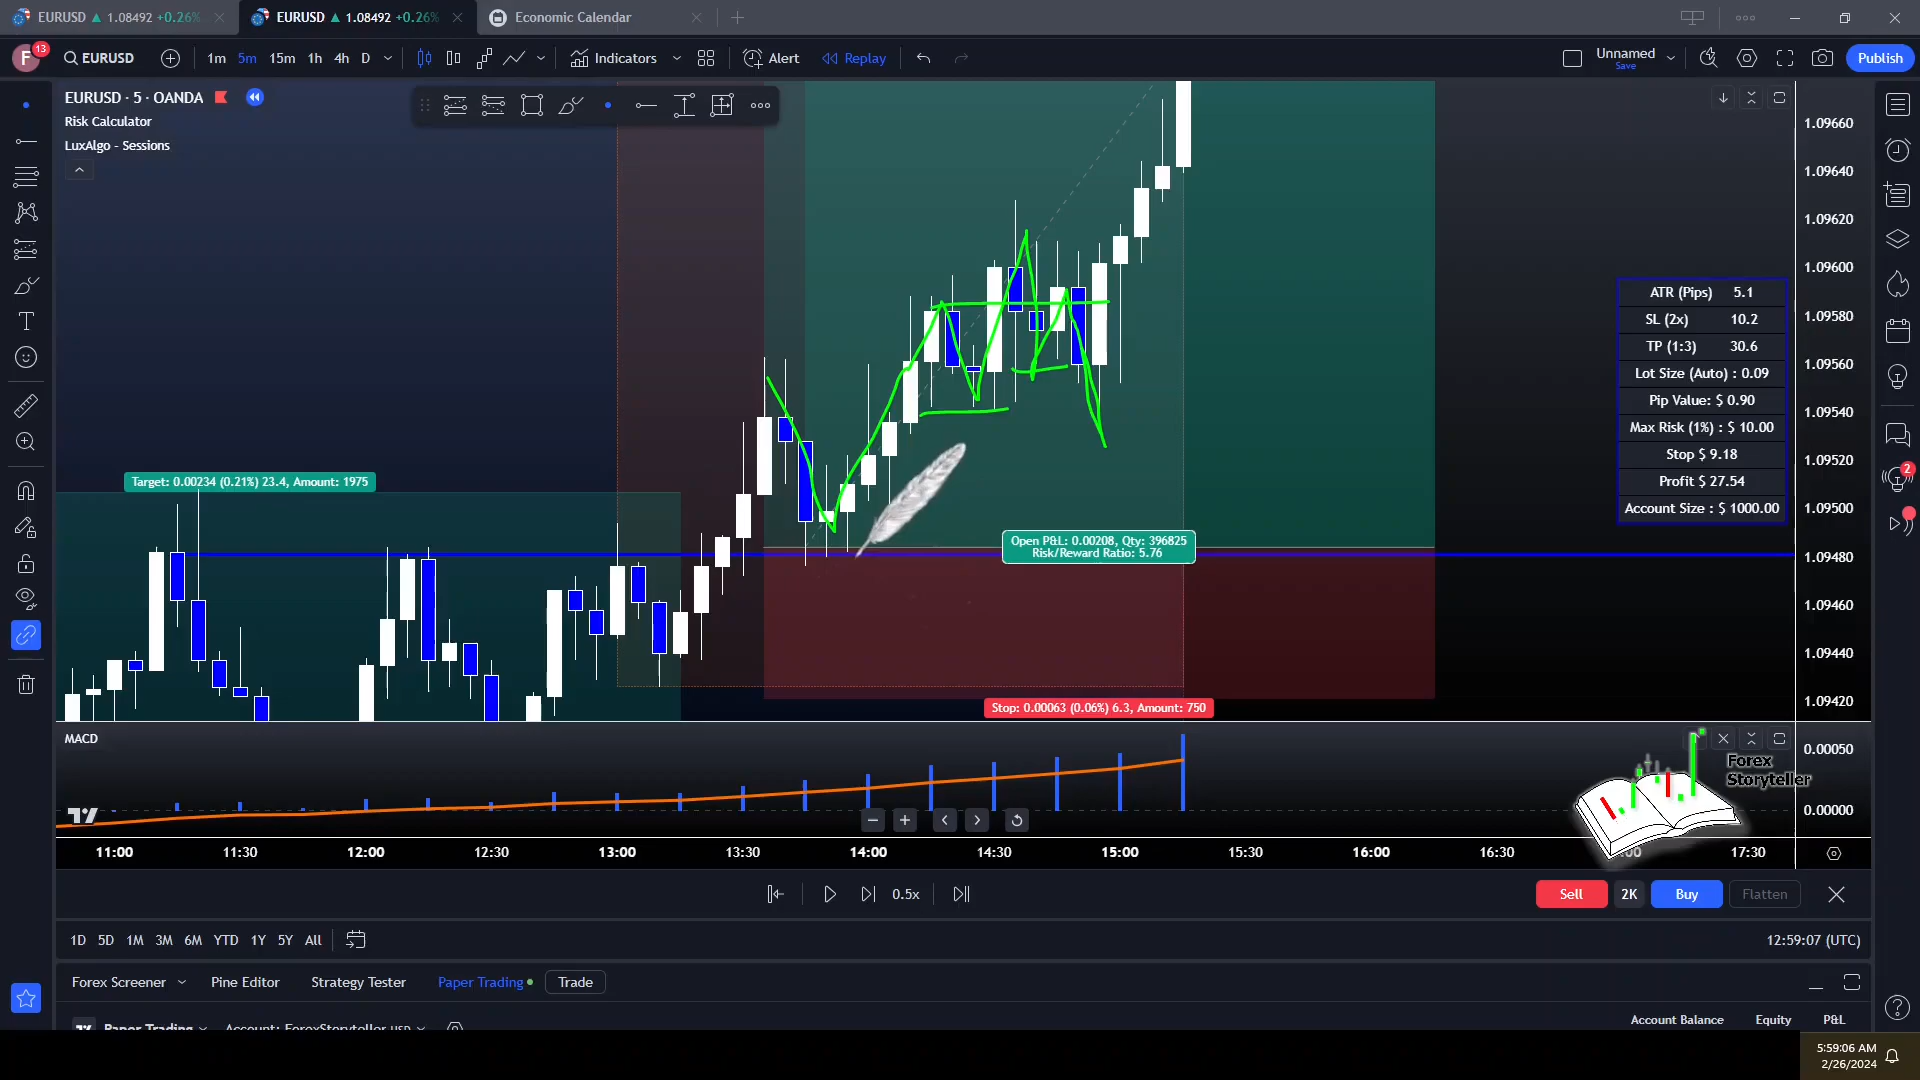 EURUSD ▲ 1.08492 +0.26%
EURUSD ▲ 1.08492 +0.26%
Economic Calendar
F
13
EURUSD
1m
5m
15m
1h
4h
D
Indicators
Alert
Replay
Unnamed
Save
Publish
EURUSD · 5 · OANDA
Risk Calculator
LuxAlgo - Sessions
1.09660
1.09640
1.09620
1.09600
1.09580
1.09560
1.09540
1.09520
1.09500
1.09480
1.09460
1.09440
1.09420
ATR (Pips) 5.1
SL (2x) 10.2
TP (1:3) 30.6
Lot Size (Auto) : 0.09
Pip Value: $ 0.90
Max Risk (1%) : $ 10.00
Stop $ 9.18
Profit $ 27.54
Account Size : $ 1000.00
Target: 0.00234 (0.21%) 23.4, Amount: 1975
Open P&L: 0.00208, Qty: 396825
Risk/Reward Ratio: 5.76
Stop: 0.00063 (0.06%) 6.3, Amount: 750
2
MACD
0.00050
0.00000
Forex
Storyteller
11:00
11:30
12:00
12:30
13:00
13:30
14:00
14:30
15:00
15:30
16:00
16:30
17:30
0.5x
Sell
2K
Buy
Flatten
1D
5D
1M
3M
6M
YTD
1Y
5Y
All
12:59:07 (UTC)
Forex Screener
Pine Editor
Strategy Tester
Paper Trading
Trade
Paper Trading
Account: ForexStoryteller USD
Account Balance
Equity
P&L
5:59:06 AM
2/26/2024